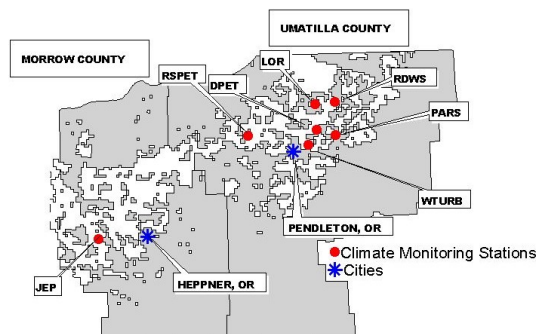 UMATILLA COUNTY
MORROW COUNTY
LOR
RSPET
DPET
RDWS
PARS
WTURB
PENDLETON, OR
Climate Monitoring Stations
Cities
JEP
HEPPNER, OR